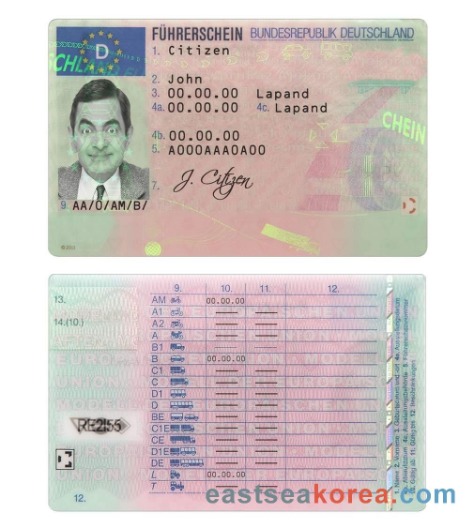 FÜHRERSCHEIN BUNDESREPUBLIK DEUTSCHLAND
D
1. Citizen
2. John
3. 00.00.00 Lapand
4a. 00.00.00 4c. Lapand
4b. 00.00.00
5. A000AAA0A00
7. J. Citizen
9. AA/O/AM/B/
CHEIN
9. 10. 11. 12.
13.
14.(10.)
AM 00.00.00
A1
A2
A
B1
B 00.00.00
C1
C
D1
D
BE
C1E
CE
D1E
DE
L 00.00.00
T
12.
eastseakorea.com